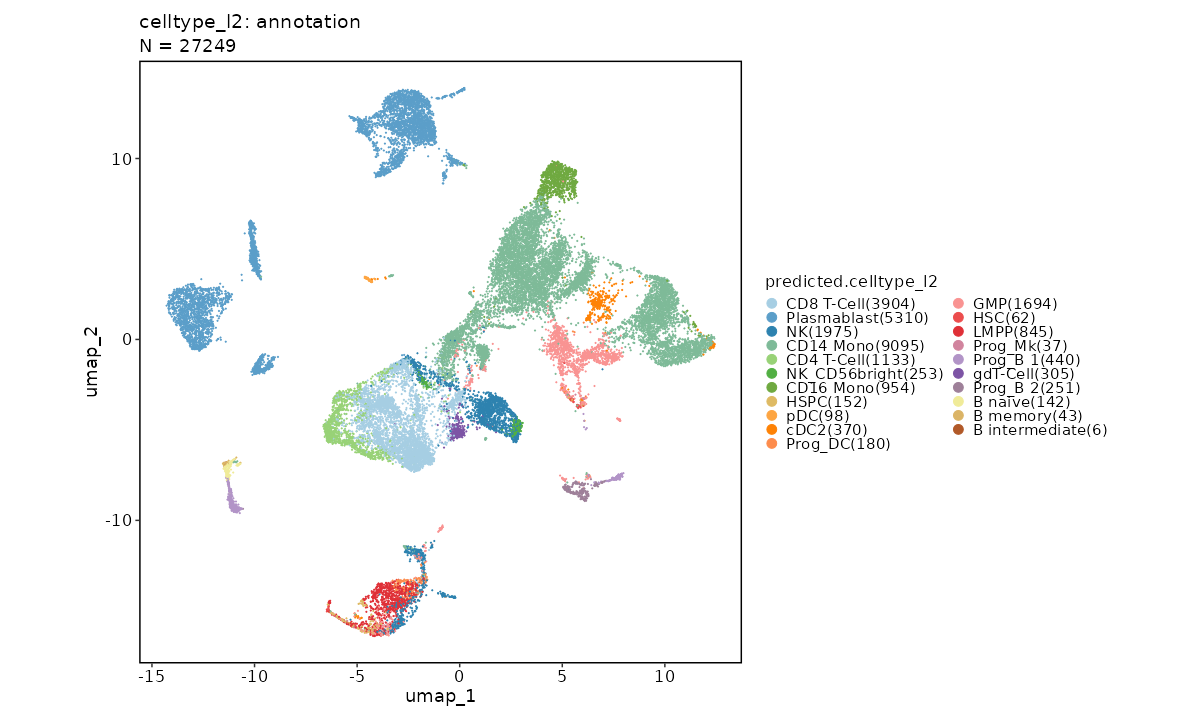 celltype_l2: annotation
N = 27249
10
0
-10
umap_2
-15
-10
-5
0
5
10
umap_1
predicted.celltype_l2
CD8 T-Cell(3904)
Plasmablast(5310)
NK(1975)
CD14 Mono(9095)
CD4 T-Cell(1133)
NK CD56bright(253)
CD16 Mono(954)
HSPC(152)
pDC(98)
cDC2(370)
Prog_DC(180)
GMP(1694)
HSC(62)
LMPP(845)
Prog_Mk(37)
Prog_B 1(440)
gdT-Cell(305)
Prog_B 2(251)
B naive(142)
B memory(43)
B intermediate(6)